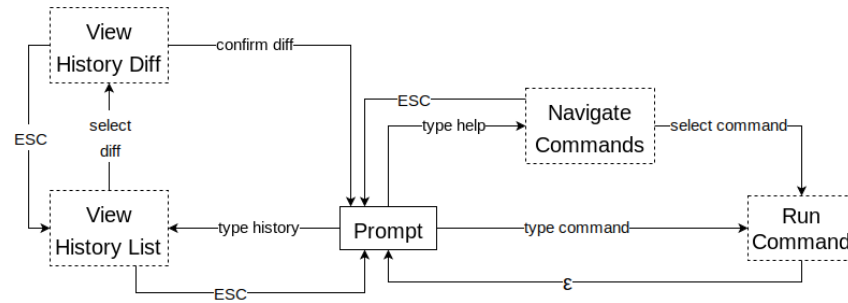 View
History Diff
confirm diff
ESC
select
diff
ESC
type help
Navigate
Commands
select command
View
History List
type history
Prompt
type command
Run
Command
ESC
ε